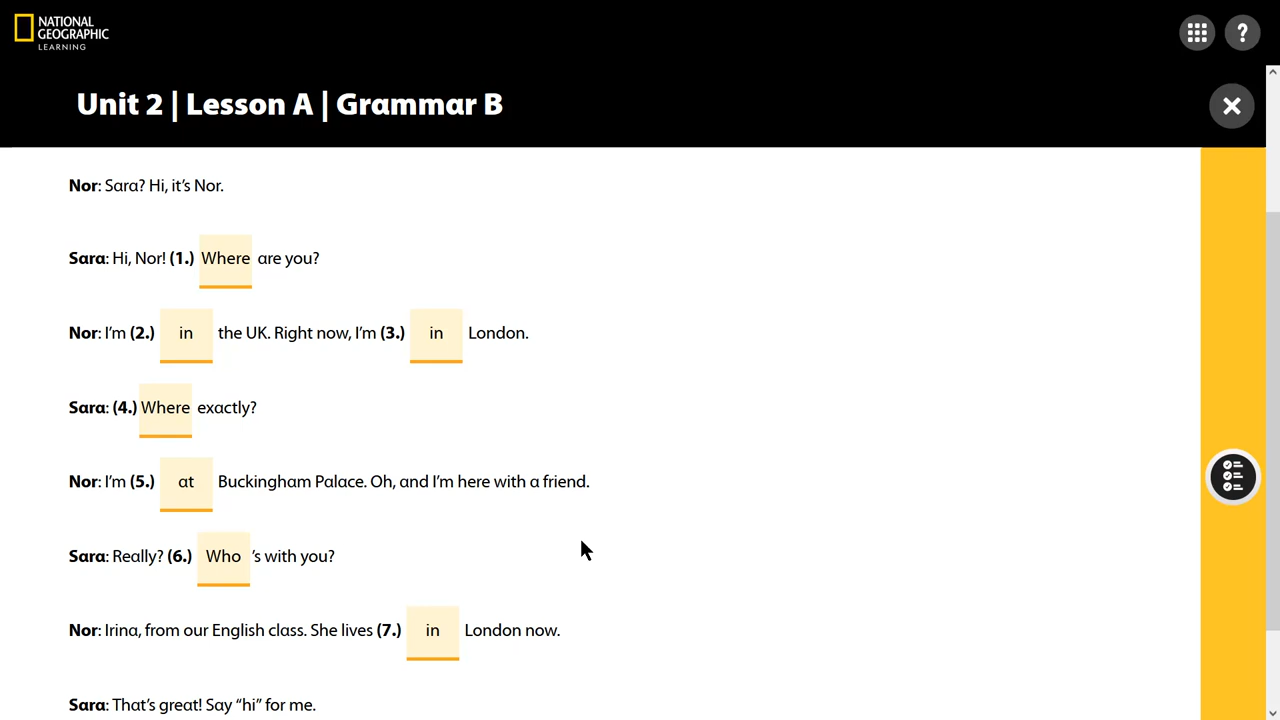 NATIONAL
GEOGRAPHIC
LEARNING
?
Unit 2 | Lesson A | Grammar B
Nor: Sara? Hi, it's Nor.
Sara: Hi, Nor! (1.) Where are you?
Nor: I'm (2.) in the UK. Right now, I'm (3.) in London.
Sara: (4.) Where exactly?
Nor: I'm (5.) at Buckingham Palace. Oh, and I'm here with a friend.
Sara: Really? (6.) Who 's with you?
Nor: Irina, from our English class. She lives (7.) in London now.
Sara: That's great! Say “hi” for me.